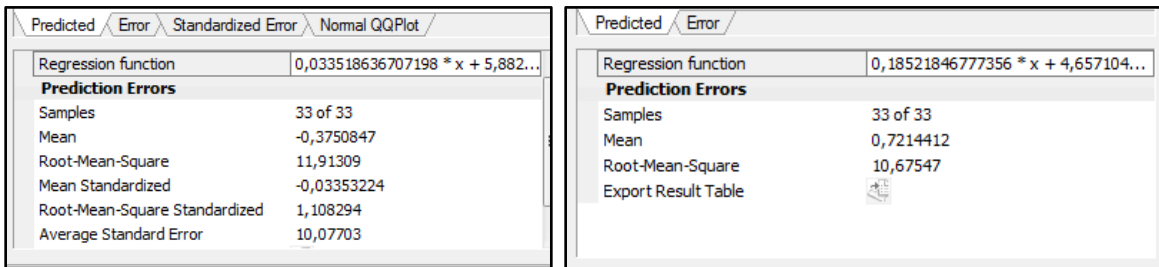 Predicted Error Standardized Error Normal QQPlot
Regression function 0,033518636707198 * x + 5,882...
Prediction Errors
Samples 33 of 33
Mean -0,3750847
Root-Mean-Square 11,91309
Mean Standardized -0,03353224
Root-Mean-Square Standardized 1,108294
Average Standard Error 10,07703
Predicted Error
Regression function 0,18521846777356 * x + 4,657104...
Prediction Errors
Samples 33 of 33
Mean 0,7214412
Root-Mean-Square 10,67547
Export Result Table